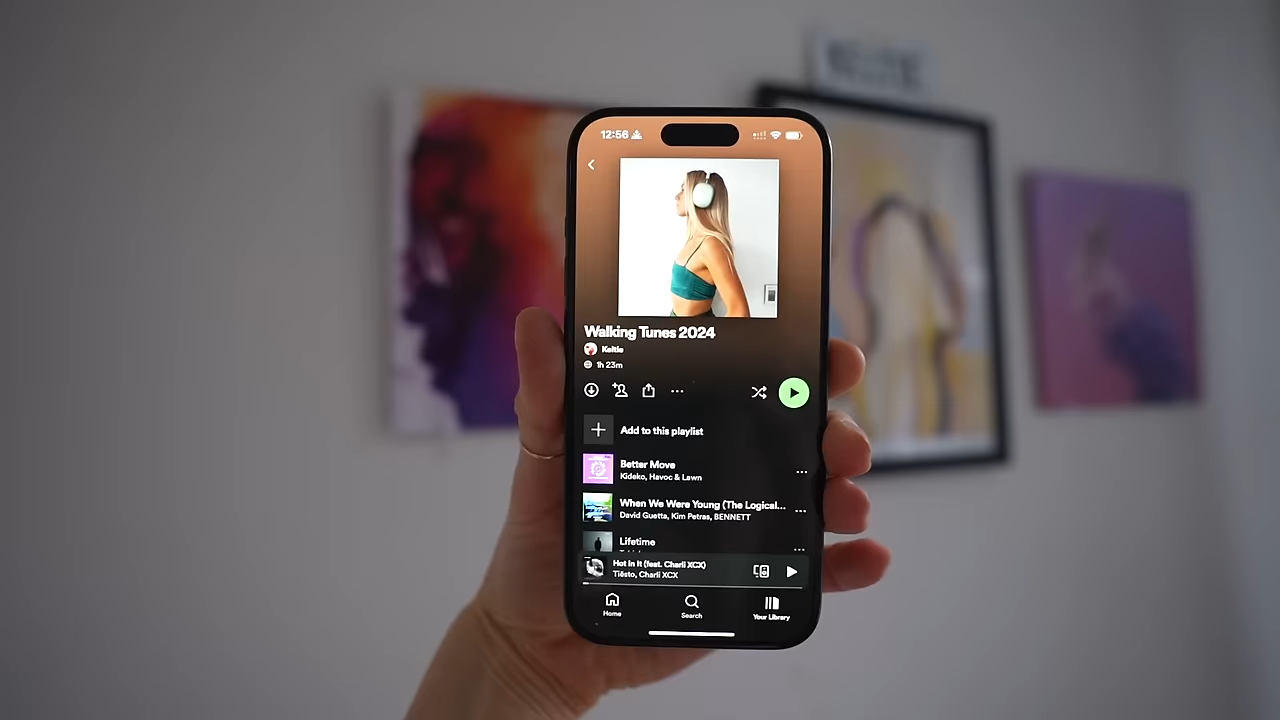 12:56
Walking Tunes 2024
Keltie
1h 23m
Add to this playlist
Better Move
Kideko, Havoc & Lawn
When We Were Young (The Logical...
David Guetta, Kim Petras, BENNETT
Lifetime
Hot In It (feat. Charli XCX)
Tiësto, Charli XCX
Home
Search
Your Library